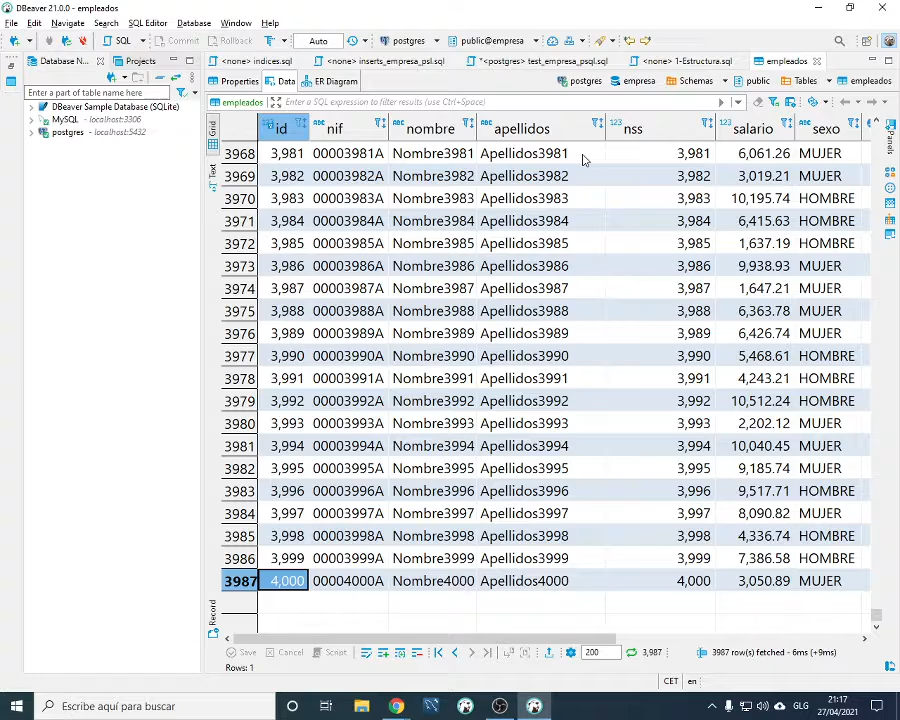 DBeaver 21.0.0 - empleados
File Edit Navigate Search SQL Editor Database Window Help
SQL Commit Rollback Auto postgres public@empresa
Database N... Projects <none> indices.sql <none> inserts_empresa_psl.sql *<postgres> test_empresa_psql.sql <none> 1-Estructura.sql empleados
Properties Data ER Diagram postgres empresa Schemas public Tables empleados
Enter a part of table name here
empleados Enter a SQL expression to filter results (use Ctrl+Space)
DBeaver Sample Database (SQLite)
MySQL - localhost:3306
postgres - localhost:5432
Grid
Text
Record
Panels
id nif nombre apellidos nss salario sexo
3968 3,981 00003981A Nombre3981 Apellidos3981 3,981 6,061.26 MUJER
3969 3,982 00003982A Nombre3982 Apellidos3982 3,982 3,019.21 MUJER
3970 3,983 00003983A Nombre3983 Apellidos3983 3,983 10,195.74 HOMBRE
3971 3,984 00003984A Nombre3984 Apellidos3984 3,984 6,415.63 HOMBRE
3972 3,985 00003985A Nombre3985 Apellidos3985 3,985 1,637.19 HOMBRE
3973 3,986 00003986A Nombre3986 Apellidos3986 3,986 9,938.93 MUJER
3974 3,987 00003987A Nombre3987 Apellidos3987 3,987 1,647.21 MUJER
3975 3,988 00003988A Nombre3988 Apellidos3988 3,988 6,363.78 MUJER
3976 3,989 00003989A Nombre3989 Apellidos3989 3,989 6,426.74 MUJER
3977 3,990 00003990A Nombre3990 Apellidos3990 3,990 5,468.61 HOMBRE
3978 3,991 00003991A Nombre3991 Apellidos3991 3,991 4,243.21 HOMBRE
3979 3,992 00003992A Nombre3992 Apellidos3992 3,992 10,512.24 HOMBRE
3980 3,993 00003993A Nombre3993 Apellidos3993 3,993 2,202.12 MUJER
3981 3,994 00003994A Nombre3994 Apellidos3994 3,994 10,040.45 MUJER
3982 3,995 00003995A Nombre3995 Apellidos3995 3,995 9,185.74 MUJER
3983 3,996 00003996A Nombre3996 Apellidos3996 3,996 9,517.71 HOMBRE
3984 3,997 00003997A Nombre3997 Apellidos3997 3,997 8,090.82 MUJER
3985 3,998 00003998A Nombre3998 Apellidos3998 3,998 4,336.74 HOMBRE
3986 3,999 00003999A Nombre3999 Apellidos3999 3,999 7,386.58 HOMBRE
3987 4,000 00004000A Nombre4000 Apellidos4000 4,000 3,050.89 MUJER
Save Cancel Script 200 3,987 3987 row(s) fetched - 6ms (+9ms)
Rows: 1
CET en
Escribe aquí para buscar
GLG
21:17
27/04/2021